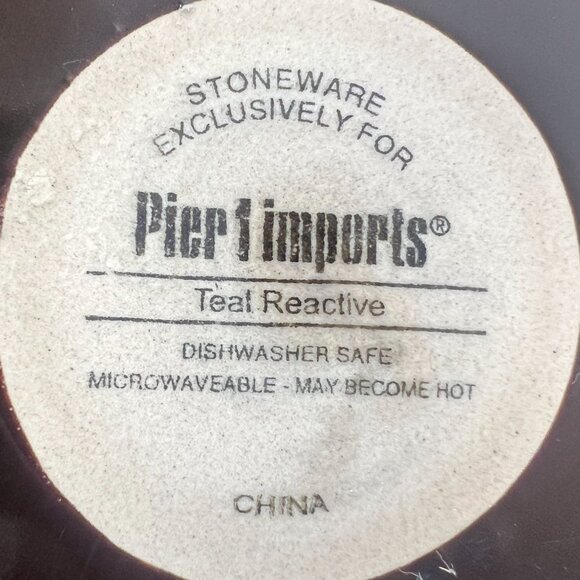 STONEWARE
EXCLUSIVELY FOR
Pier 1 imports®
Teal Reactive
DISHWASHER SAFE
MICROWAVEABLE - MAY BECOME HOT
CHINA